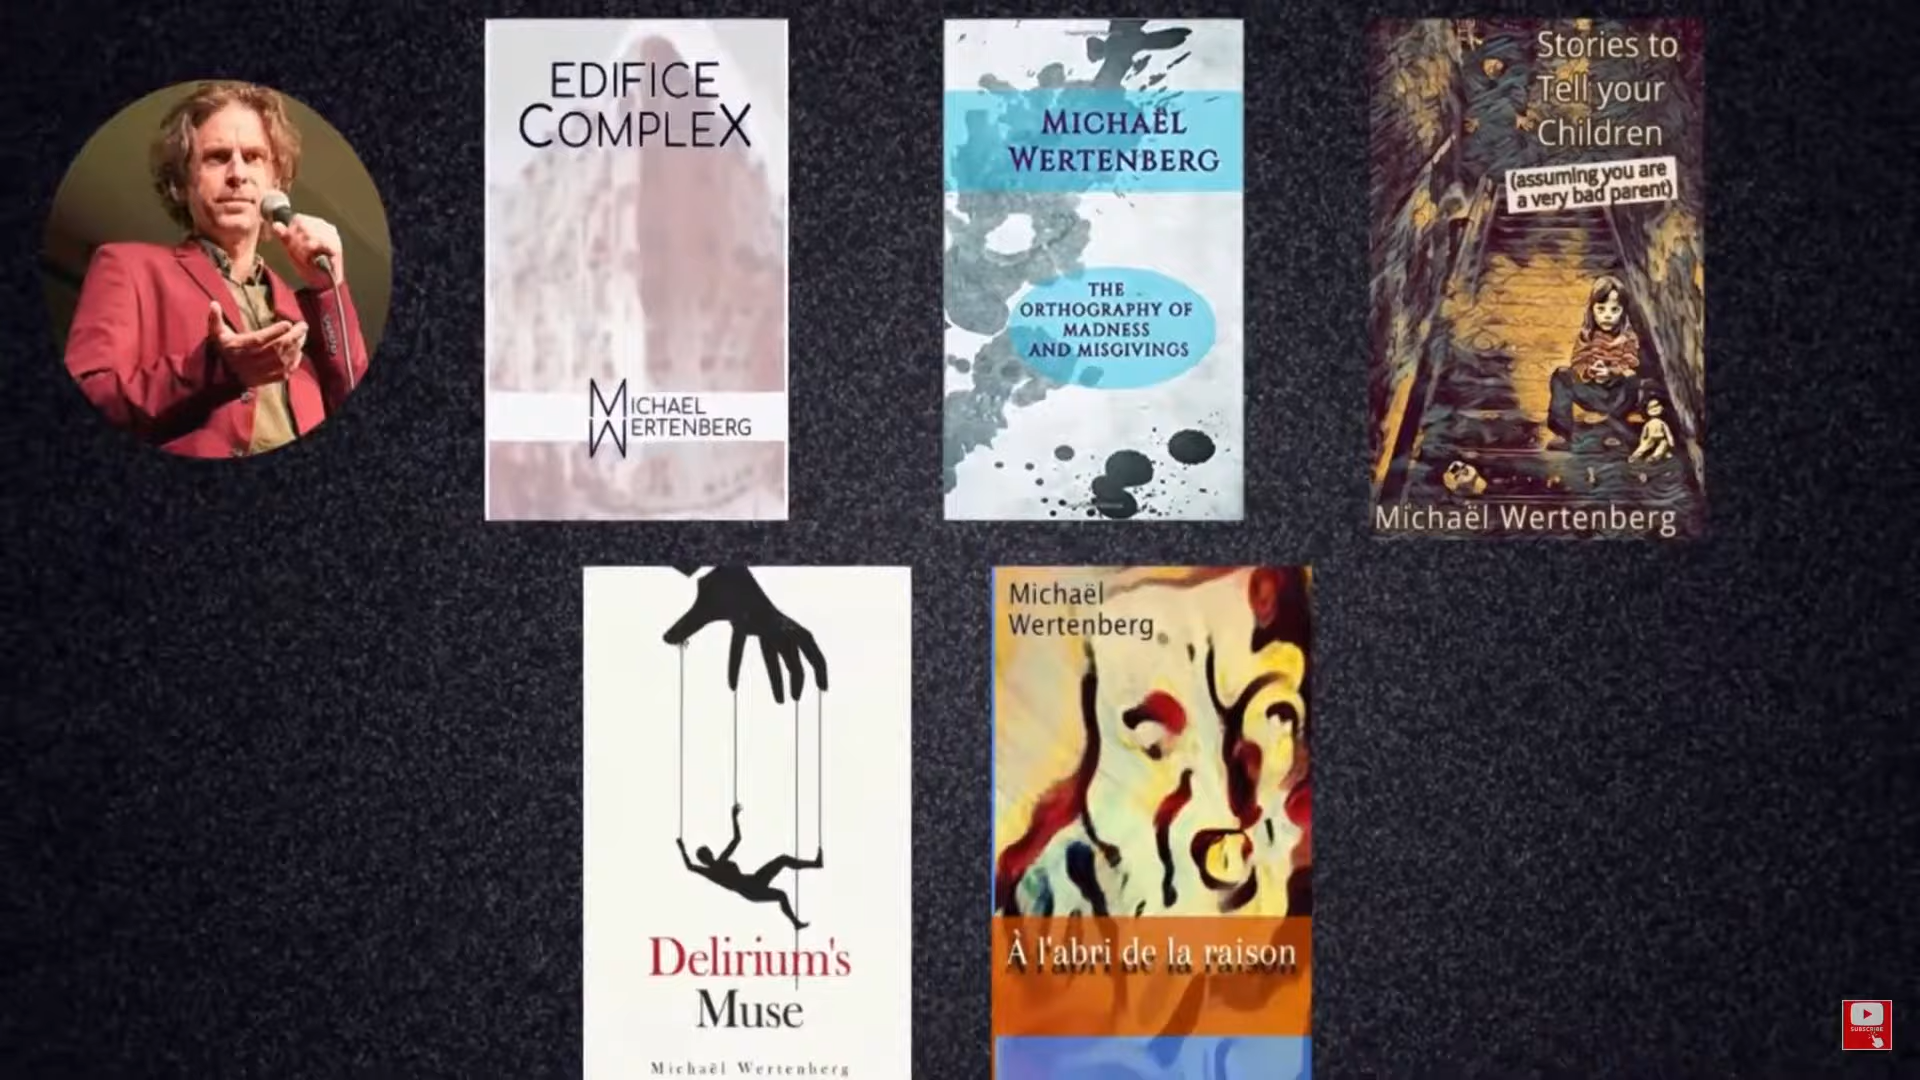 EDIFICE
COMPLEX
MICHAEL
WERTENBERG
MICHAËL
WERTENBERG
THE
ORTHOGRAPHY OF
MADNESS
AND MISGIVINGS
Stories to
Tell your
Children
(assuming you are
a very bad parent)
Michaël Wertenberg
Delirium's
Muse
Michaël Wertenberg
Michaël
Wertenberg
À l'abri de la raison
SUBSCRIBE